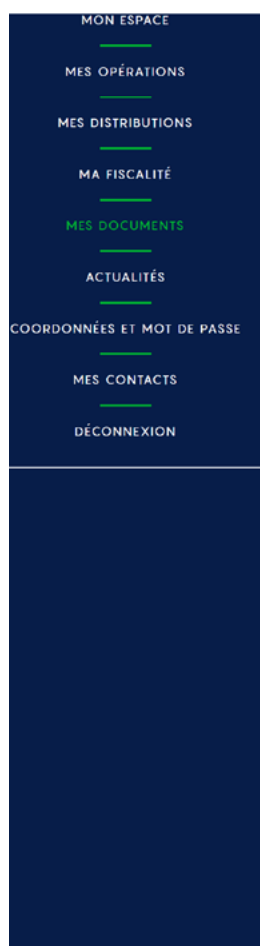 MON ESPACE
MES OPÉRATIONS
MES DISTRIBUTIONS
MA FISCALITÉ
MES DOCUMENTS
ACTUALITÉS
COORDONNÉES ET MOT DE PASSE
MES CONTACTS
DÉCONNEXION